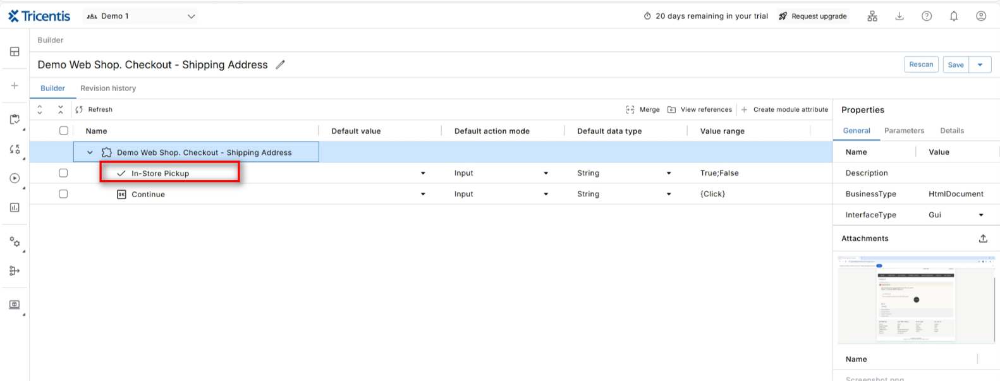 Tricentis Demo 1 20 days remaining in your trial Request upgrade
Builder
Demo Web Shop. Checkout - Shipping Address Rescan Save
Builder Revision history
Refresh Merge View references Create module attribute Properties
General Parameters Details
Name Default value Default action mode Default data type Value range
Name Value
Demo Web Shop. Checkout - Shipping Address
In-Store Pickup Input String True;False Description
OK Continue Input String {Click} BusinessType HtmlDocument
InterfaceType Gui
Attachments
Name
Screenshot.png